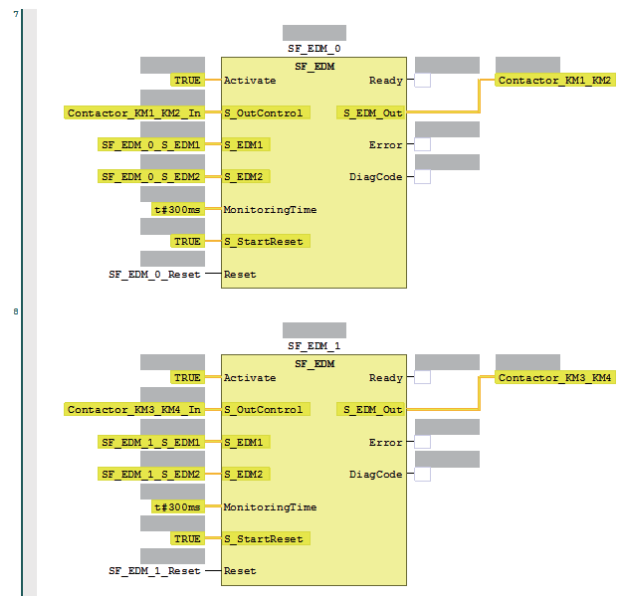 7
SF_EDM_0
SF_EDM
TRUE Activate Ready Contactor_KM1_KM2
Contactor_KM1_KM2_In S_OutControl S_EDM_Out
SF_EDM_0_S_EDM1 S_EDM1 Error
SF_EDM_0_S_EDM2 S_EDM2 DiagCode
t#300ms MonitoringTime
TRUE S_StartReset
SF_EDM_0_Reset Reset
8
SF_EDM_1
SF_EDM
TRUE Activate Ready Contactor_KM3_KM4
Contactor_KM3_KM4_In S_OutControl S_EDM_Out
SF_EDM_1_S_EDM1 S_EDM1 Error
SF_EDM_1_S_EDM2 S_EDM2 DiagCode
t#300ms MonitoringTime
TRUE S_StartReset
SF_EDM_1_Reset Reset